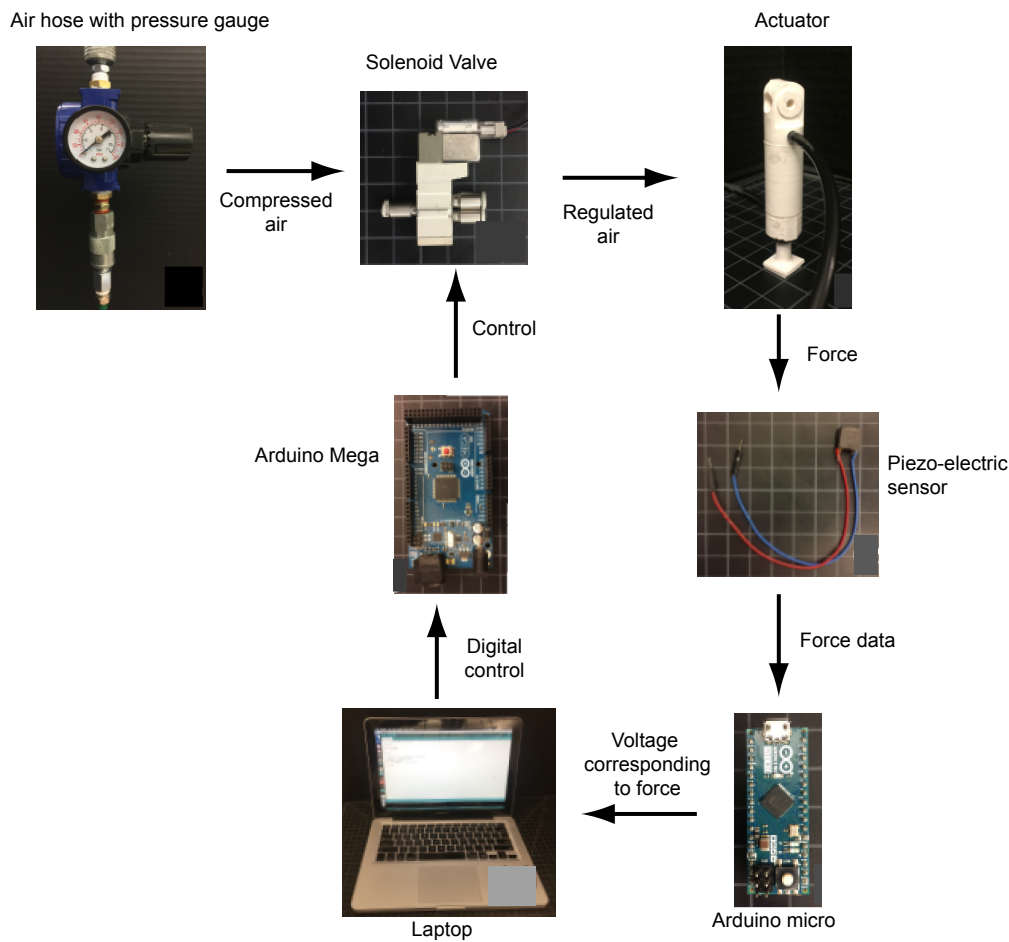 Air hose with pressure gauge
Actuator
Solenoid Valve
Compressed
air
Regulated
air
Control
Force
Arduino Mega
Piezo-electric
sensor
Digital
control
Force data
Voltage
corresponding
to force
Laptop
Arduino micro